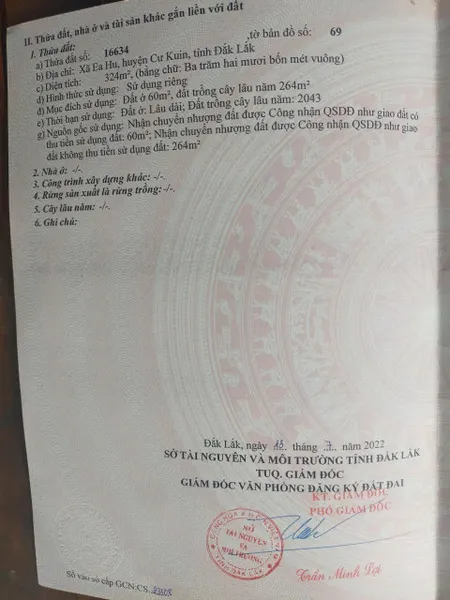 II. Thửa đất, nhà ở và tài sản khác gắn liền với đất
1. Thửa đất:
a) Thửa đất số: 16634 ,tờ bản đồ số: 69
b) Địa chỉ: Xã Ea Hu, huyện Cư Kuin, tỉnh Đắk Lắk
c) Diện tích: 324m², (bằng chữ: Ba trăm hai mươi bốn mét vuông)
d) Hình thức sử dụng: Sử dụng riêng
đ) Mục đích sử dụng: Đất ở 60m², đất trồng cây lâu năm 264m²
e) Thời hạn sử dụng: Đất ở: Lâu dài; Đất trồng cây lâu năm: 2043
g) Nguồn gốc sử dụng: Nhận chuyển nhượng đất được Công nhận QSDĐ như giao đất có
thu tiền sử dụng đất: 60m²; Nhận chuyển nhượng đất được Công nhận QSDĐ như giao
đất không thu tiền sử dụng đất: 264m²
2. Nhà ở: -/-.
3. Công trình xây dựng khác: -/-.
4. Rừng sản xuất là rừng trồng: -/-.
5. Cây lâu năm: -/-.
6. Ghi chú:
Đắk Lắk, ngày tháng năm 2022
SỞ TÀI NGUYÊN VÀ MÔI TRƯỜNG TỈNH ĐẮK LẮK
TUQ. GIÁM ĐỐC
GIÁM ĐỐC VĂN PHÒNG ĐĂNG KÝ ĐẤT ĐAI
KT. GIÁM ĐỐC
PHÓ GIÁM ĐỐC
SỞ
TÀI NGUYÊN
VÀ
MÔI TRƯỜNG
TỈNH ĐẮK LẮK
Trần Minh
Số vào sổ cấp GCN:CS.